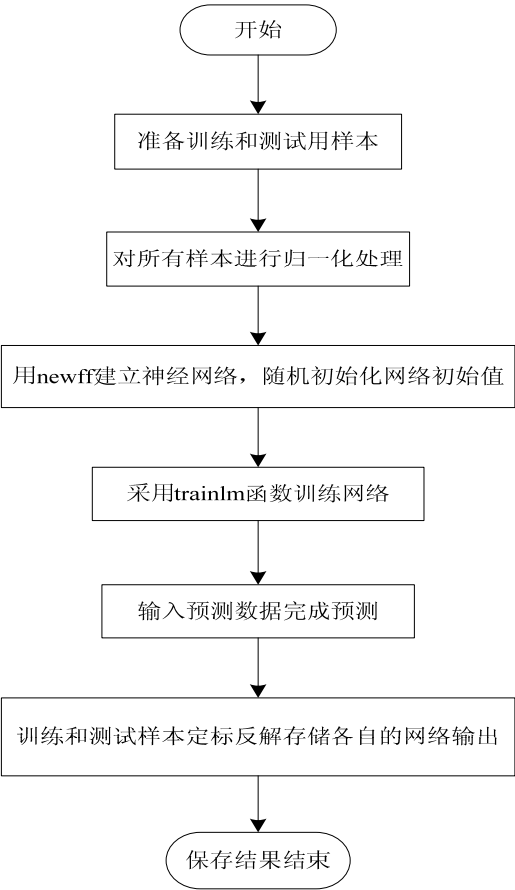 开始
准备训练和测试用样本
对所有样本进行归一化处理
用newff建立神经网络，随机初始化网络初始值
采用trainlm函数训练网络
输入预测数据完成预测
训练和测试样本定标反解存储各自的网络输出
保存结果结束